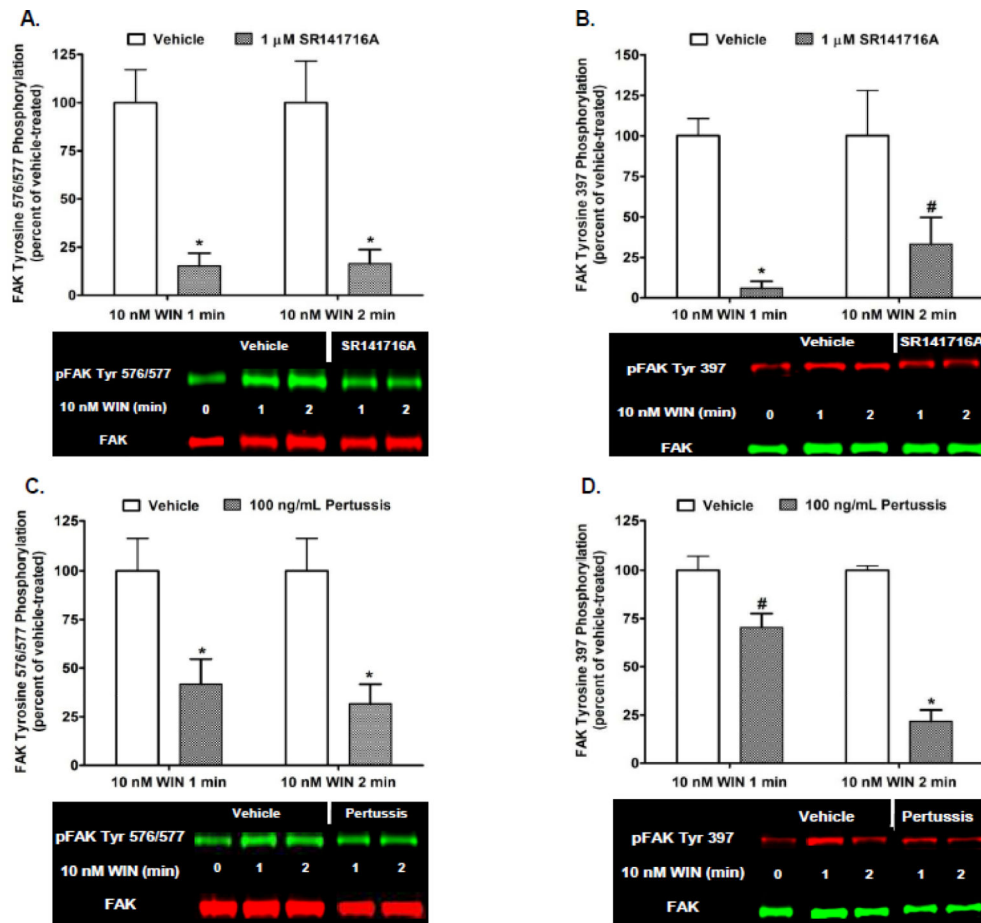 A.
Vehicle 1 μM SR141716A
FAK Tyrosine 576/577 Phosphorylation
(percent of vehicle-treated)
125
100
75
50
25
0
10 nM WIN 1 min 10 nM WIN 2 min
* *
Vehicle SR141716A
pFAK Tyr 576/577
10 nM WIN (min) 0 1 2 1 2
FAK
B.
Vehicle 1 μM SR141716A
FAK Tyrosine 397 Phosphorylation
(percent of vehicle-treated)
150
125
100
75
50
25
0
* #
10 nM WIN 1 min 10 nM WIN 2 min
Vehicle SR141716A
pFAK Tyr 397
10 nM WIN (min) 0 1 2 1 2
FAK
C.
Vehicle 100 ng/mL Pertussis
FAK Tyrosine 576/577 Phosphorylation
(percent of vehicle-treated)
125
100
75
50
25
0
* *
10 nM WIN 1 min 10 nM WIN 2 min
Vehicle Pertussis
pFAK Tyr 576/577
10 nM WIN (min) 0 1 2 1 2
FAK
D.
Vehicle 100 ng/mL Pertussis
FAK Tyrosine 397 Phosphorylation
(percent of vehicle-treated)
125
100
75
50
25
0
# *
10 nM WIN 1 min 10 nM WIN 2 min
Vehicle Pertussis
pFAK Tyr 397
10 nM WIN (min) 0 1 2 1 2
FAK